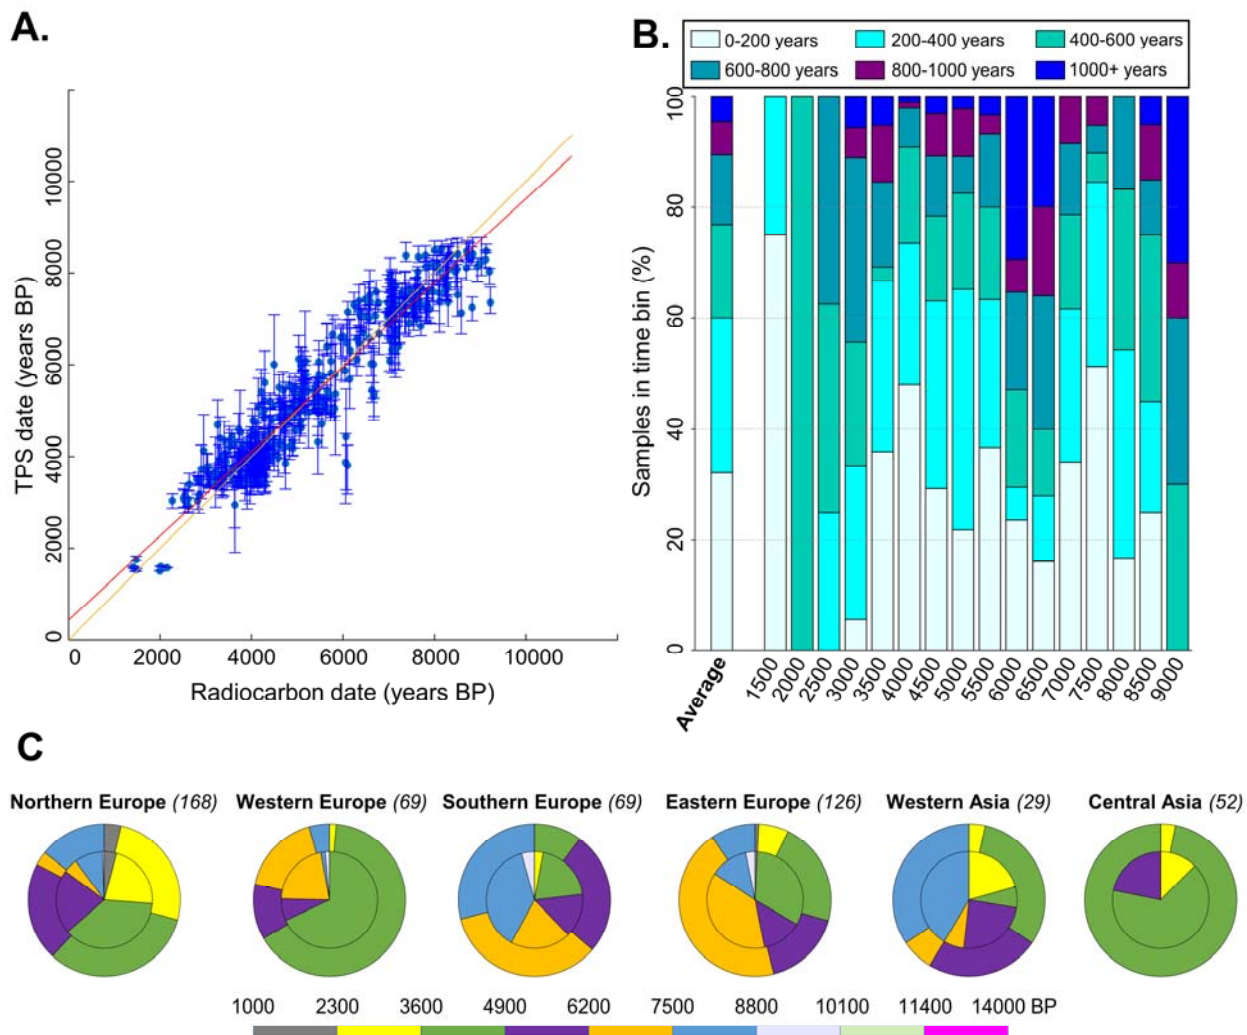 A.
10000
8000
6000
4000
2000
0
TPS date (years BP)
0 2000 4000 6000 8000 10000
Radiocarbon date (years BP)
B.
0-200 years 200-400 years 400-600 years
600-800 years 800-1000 years 1000+ years
100
80
60
40
20
0
Samples in time bin (%)
Average 1500 2000 2500 3000 3500 4000 4500 5000 5500 6000 6500 7000 7500 8000 8500 9000
C
Northern Europe (168) Western Europe (69) Southern Europe (69) Eastern Europe (126) Western Asia (29) Central Asia (52)
1000 2300 3600 4900 6200 7500 8800 10100 11400 14000 BP